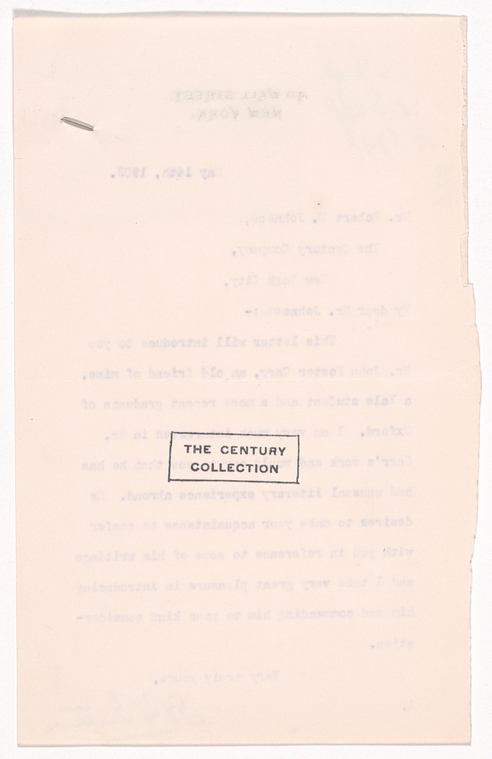 40 WALL STREET
NEW YORK
May 14th, 1902.
Mr. Robert U. Johnson,
The Century Company,
New York City.
My dear Mr. Johnson:-
This letter will introduce to you
Mr. John Foster Carr, an old friend of mine,
a Yale student and a more recent graduate of
Oxford. I am very much interested in Mr.
Carr's work and that he has
had unusual literary experience abroad. He
desires to make your acquaintance to confer
with you in reference to some of his writings
and I take very great pleasure in introducing
him and commending him to your kind consider-
ation.
Very truly yours,
THE CENTURY
COLLECTION